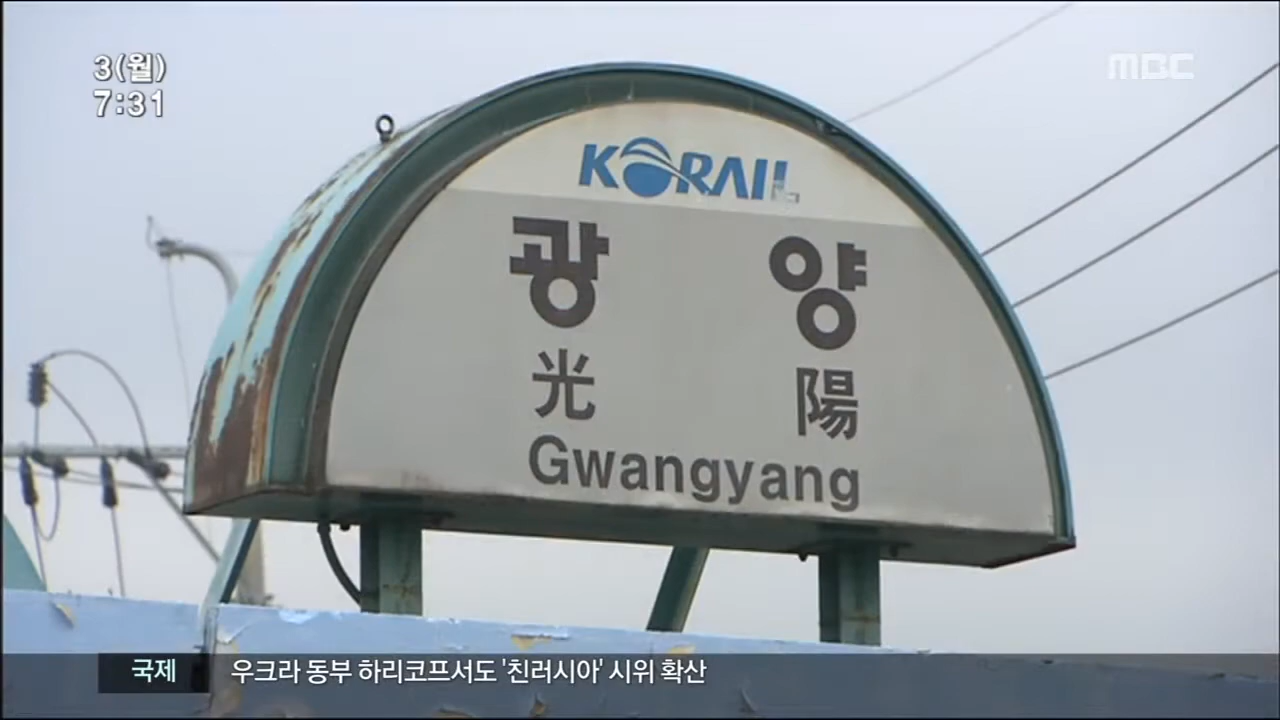 3(월)
7:31
MBC
KORAIL
광양
光陽
Gwangyang
국제 우크라 동부 하리코프서도 '친러시아' 시위 확산